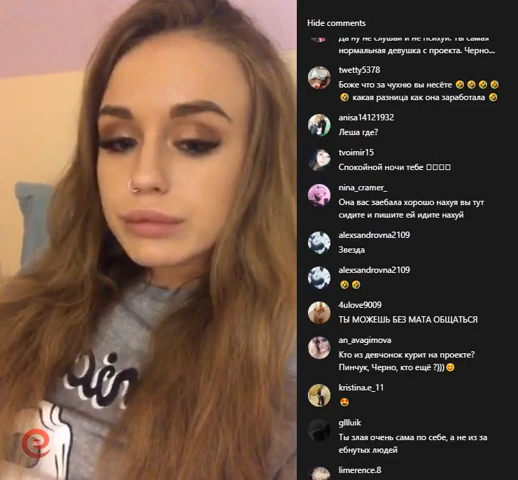 Hide comments
Да ну не слушай и не психуй. ты самая
нормальная девушка с проекта. Черно...
twetty5378
Боже что за чухню вы несёте 🤣🤣🤣🤣
🤣 какая разница как она заработала 🤣
anisa14121932
Леша где?
tvoimir15
Спокойной ночи тебе □□□□
nina_cramer_
Она вас заебала хорошо нахуя вы тут
сидите и пишите ей идите нахуй
alexsandrovna2109
Звезда
alexsandrovna2109
🤣🤣
4ulove9009
ТЫ МОЖЕШЬ БЕЗ МАТА ОБЩАТЬСЯ
an_avagimova
Кто из девчонок курит на проекте?
Пинчук, Черно, кто ещё ?)))😊
kristina.e_11
😍
gllluik
Ты злая очень сама по себе, а не из за
ебнутых людей
limerence.8